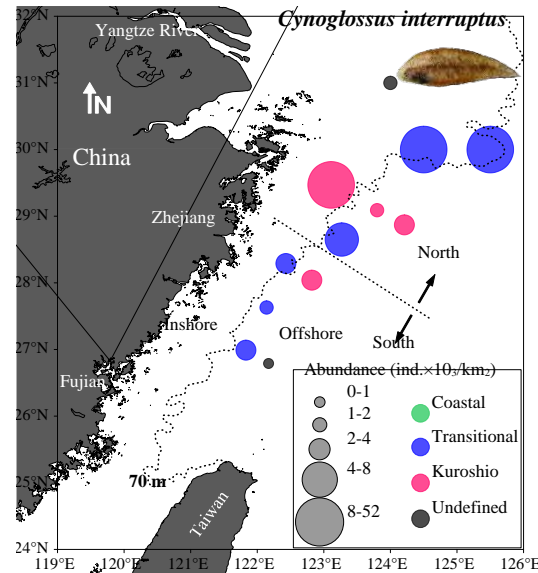 32°N
Cynoglossus interruptus
Yangtze River
31°N
N
30°N
China
29°N
Zhejiang
28°N
North
Inshore
Offshore
South
27°N
Abundance (ind.×10₃/km₂)
Fujian
0-1
Coastal
1-2
26°N
2-4
Transitional
4-8
Kuroshio
70 m
25°N
8-52
Undefined
Taiwan
24°N
119°E
120°E
121°E
122°E
123°E
124°E
125°E
126°E